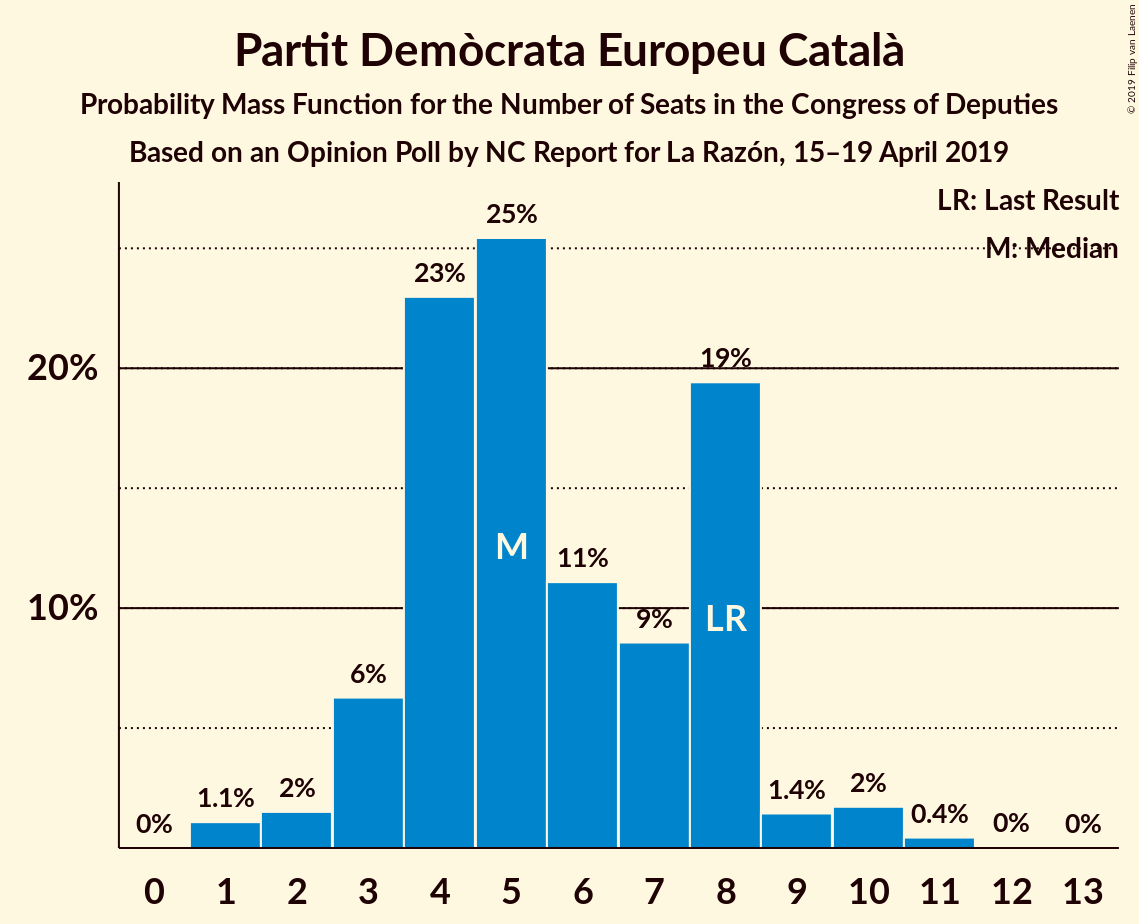 Partit Demòcrata Europeu Català
Probability Mass Function for the Number of Seats in the Congress of Deputies
Based on an Opinion Poll by NC Report for La Razón, 15–19 April 2019
© 2019 Filip van Laenen
LR: Last Result
M: Median
25%
23%
20%
19%
M
11%
10%
9%
LR
6%
0%
1.1%
2%
1.4%
2%
0.4%
0%
0%
0 1 2 3 4 5 6 7 8 9 10 11 12 13